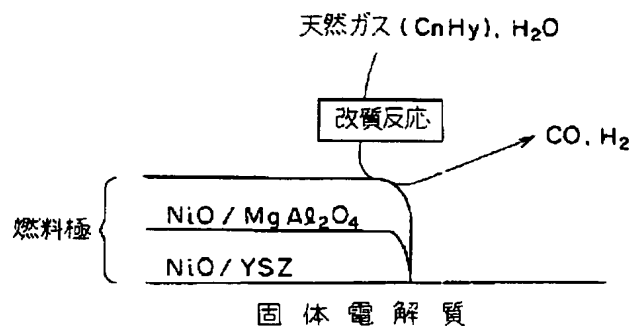 天然ガス(CnHy), H₂O
改質反応
CO, H₂
燃料極
NiO/MgAl₂O₄
NiO/YSZ
固体電解質